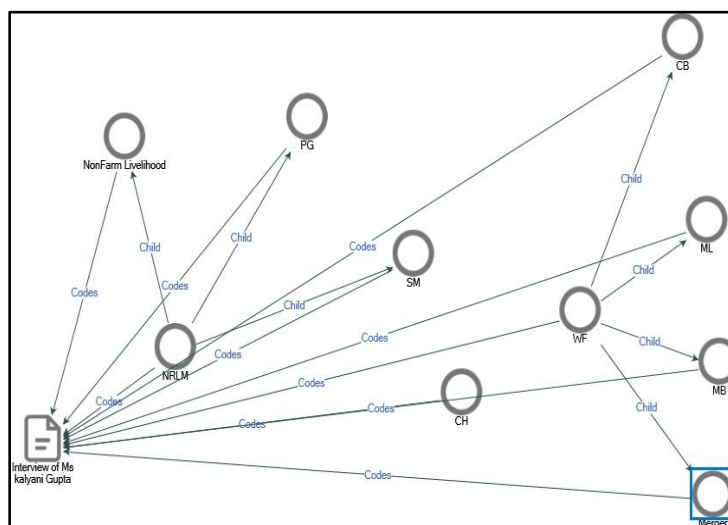 CB
PG
NonFarm Livelihood
Child
ML
Child
Codes
SM
Child
Child
Codes
Child
Codes
Child
WF
Codes
Codes
Child
NRLM
Codes
MB
Codes
Codes
Codes
CH
Child
Codes
Interview of Ms
kalyani Gupta
Codes